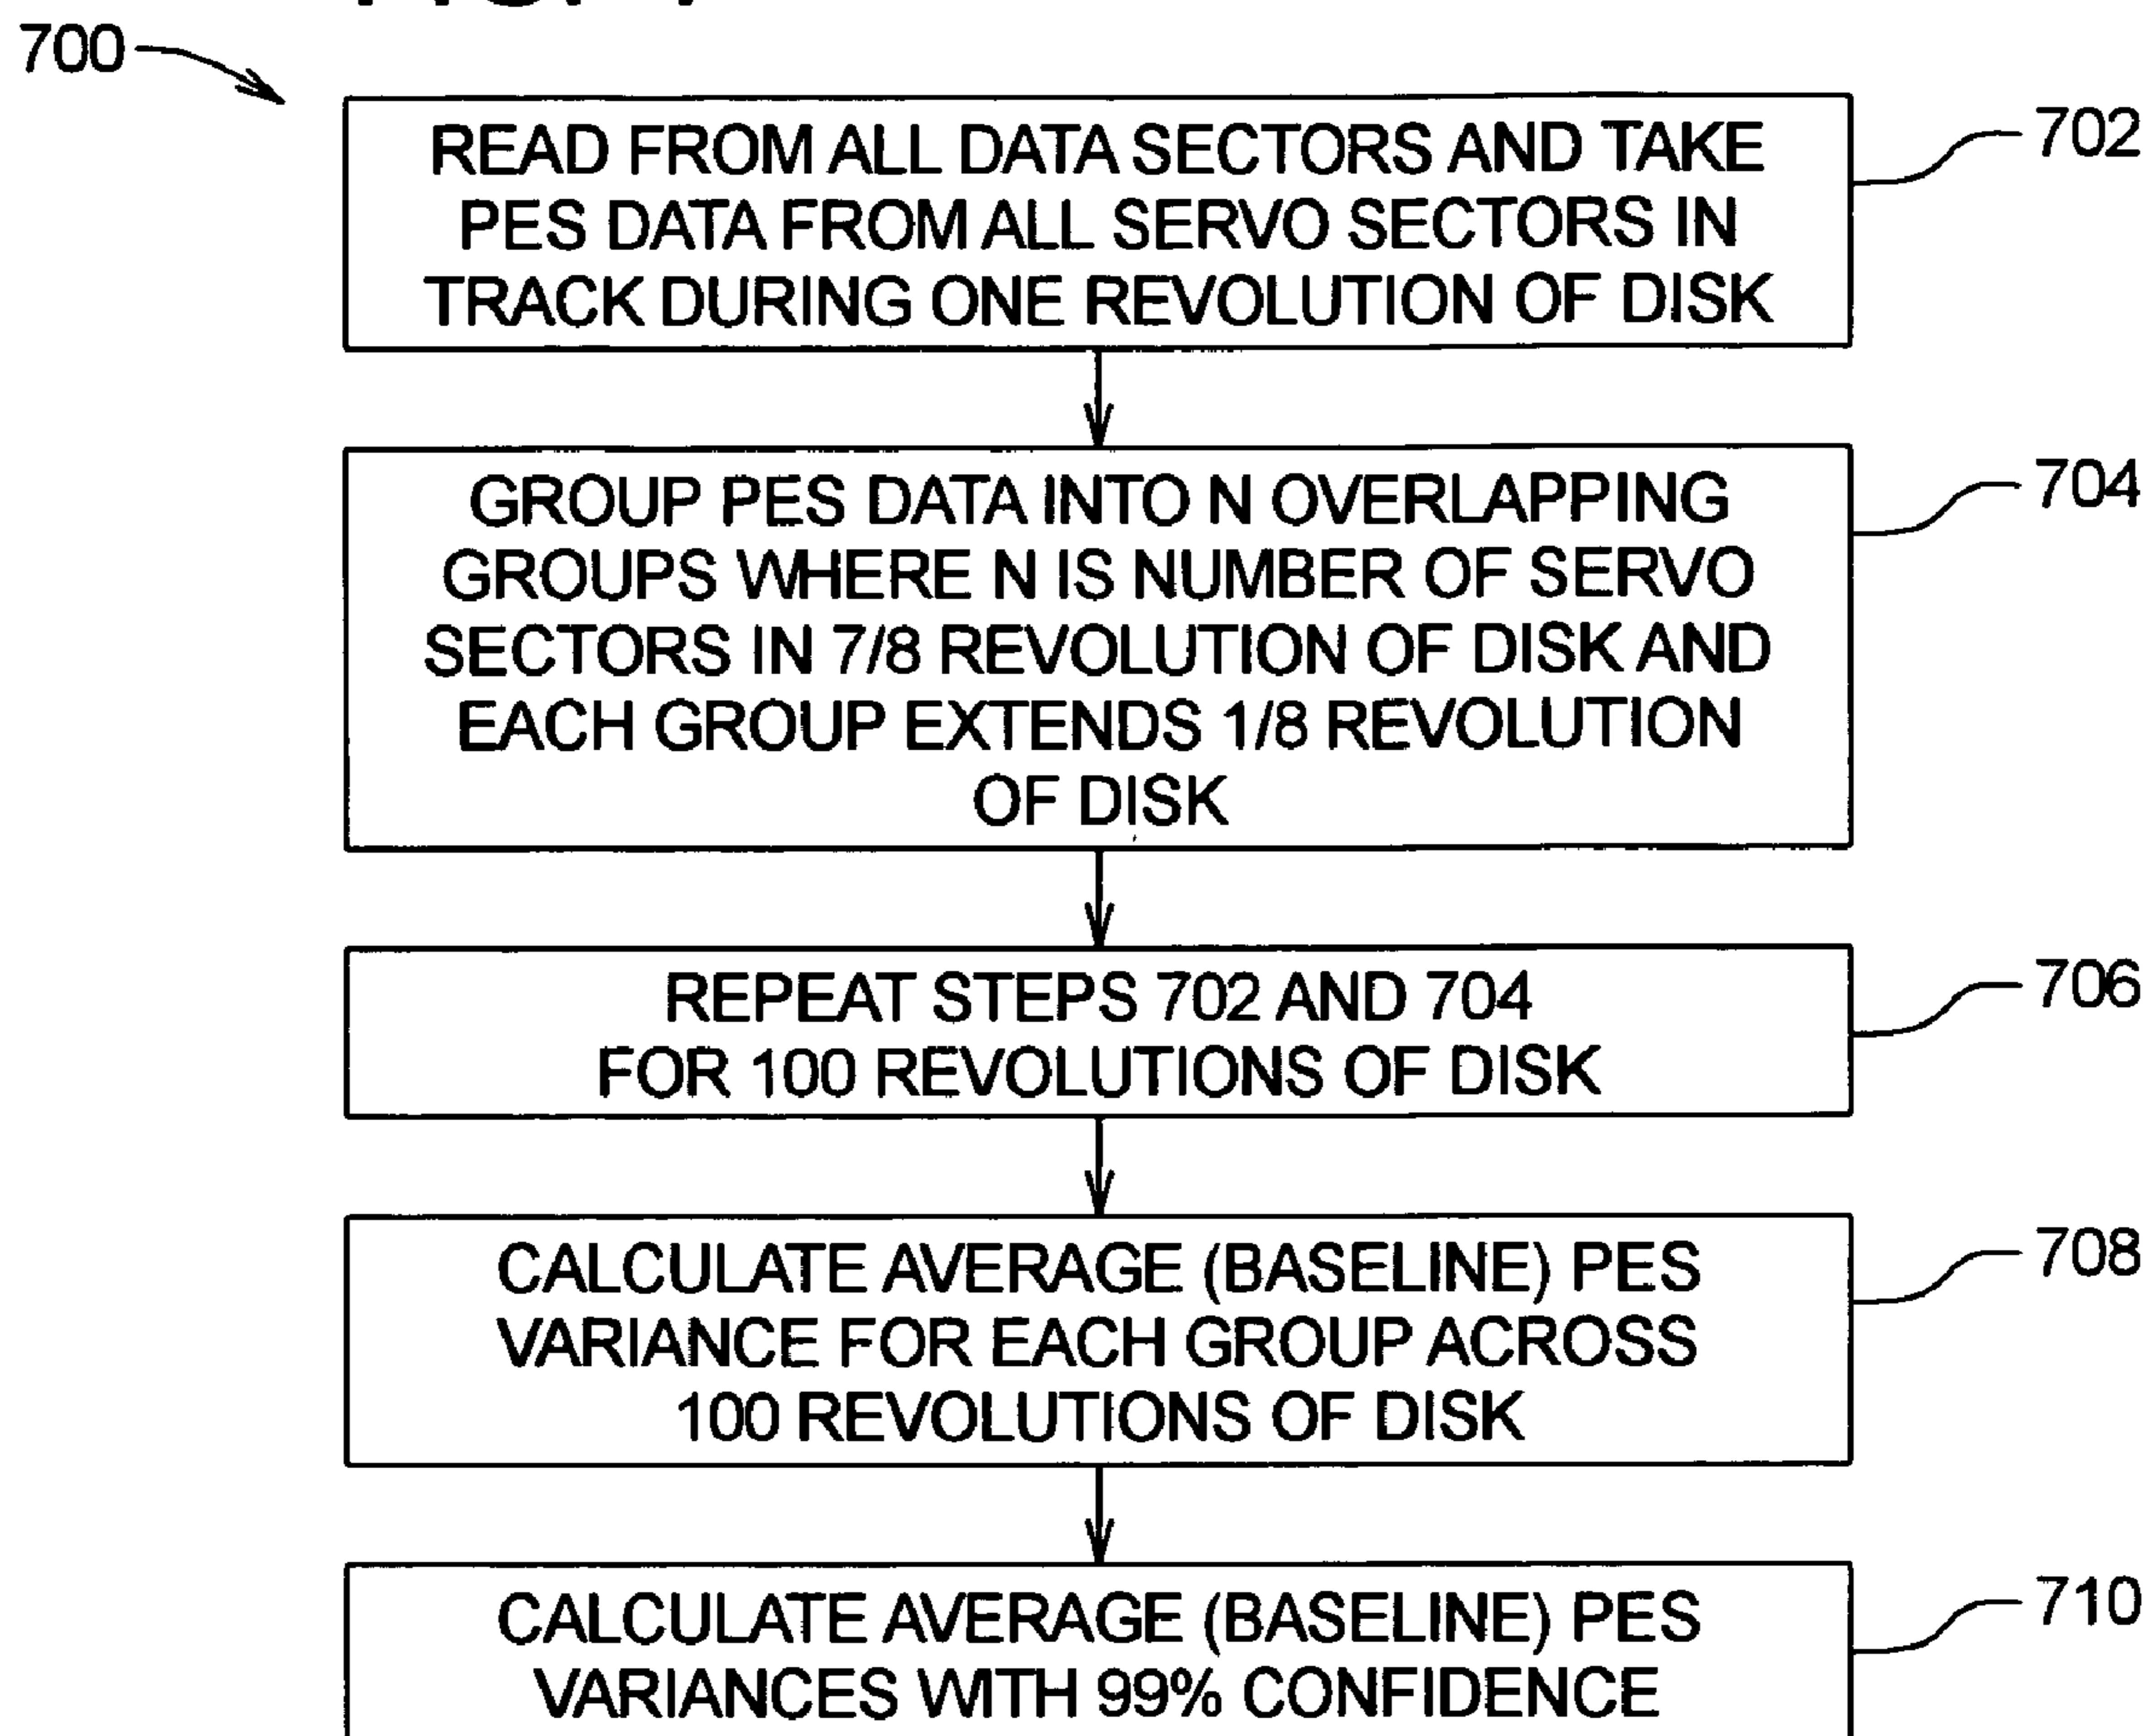 700
READ FROM ALL DATA SECTORS AND TAKE
PES DATA FROM ALL SERVO SECTORS IN
TRACK DURING ONE REVOLUTION OF DISK
702
GROUP PES DATA INTO N OVERLAPPING
GROUPS WHERE N IS NUMBER OF SERVO
SECTORS IN 7/8 REVOLUTION OF DISK AND
EACH GROUP EXTENDS 1/8 REVOLUTION
OF DISK
704
REPEAT STEPS 702 AND 704
FOR 100 REVOLUTIONS OF DISK
706
CALCULATE AVERAGE (BASELINE) PES
VARIANCE FOR EACH GROUP ACROSS
100 REVOLUTIONS OF DISK
708
CALCULATE AVERAGE (BASELINE) PES
VARIANCES WITH 99% CONFIDENCE
710